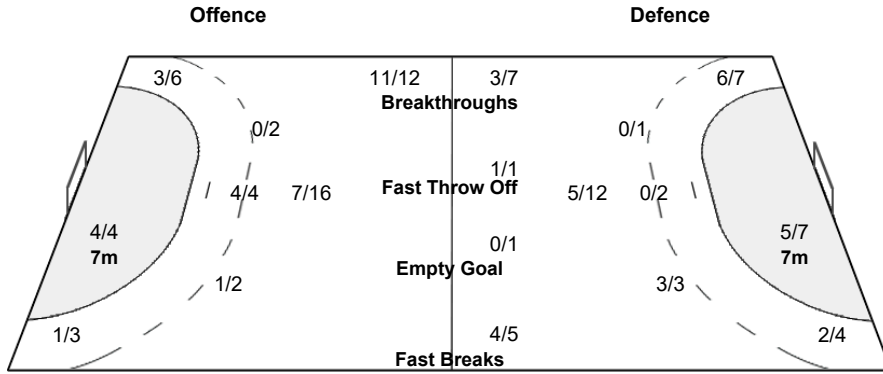 Offence Defence
3/6 11/12 3/7 6/7
Breakthroughs
0/2 0/1
1/1
4/4 7/16 Fast Throw Off 5/12 0/2
4/4 0/1 5/7
7m Empty Goal 7m
1/2 3/3
1/3 4/5 2/4
Fast Breaks